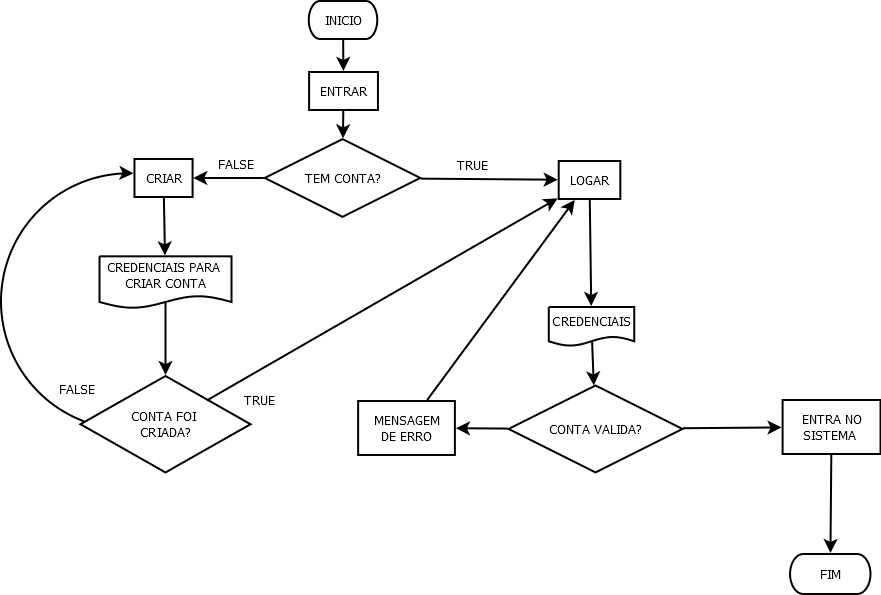 INICIO
ENTRAR
FALSE
TRUE
CRIAR
TEM CONTA?
LOGAR
CREDENCIAIS PARA
CRIAR CONTA
CREDENCIAIS
FALSE
TRUE
CONTA FOI
CRIADA?
MENSAGEM
DE ERRO
CONTA VALIDA?
ENTRA NO
SISTEMA
FIM